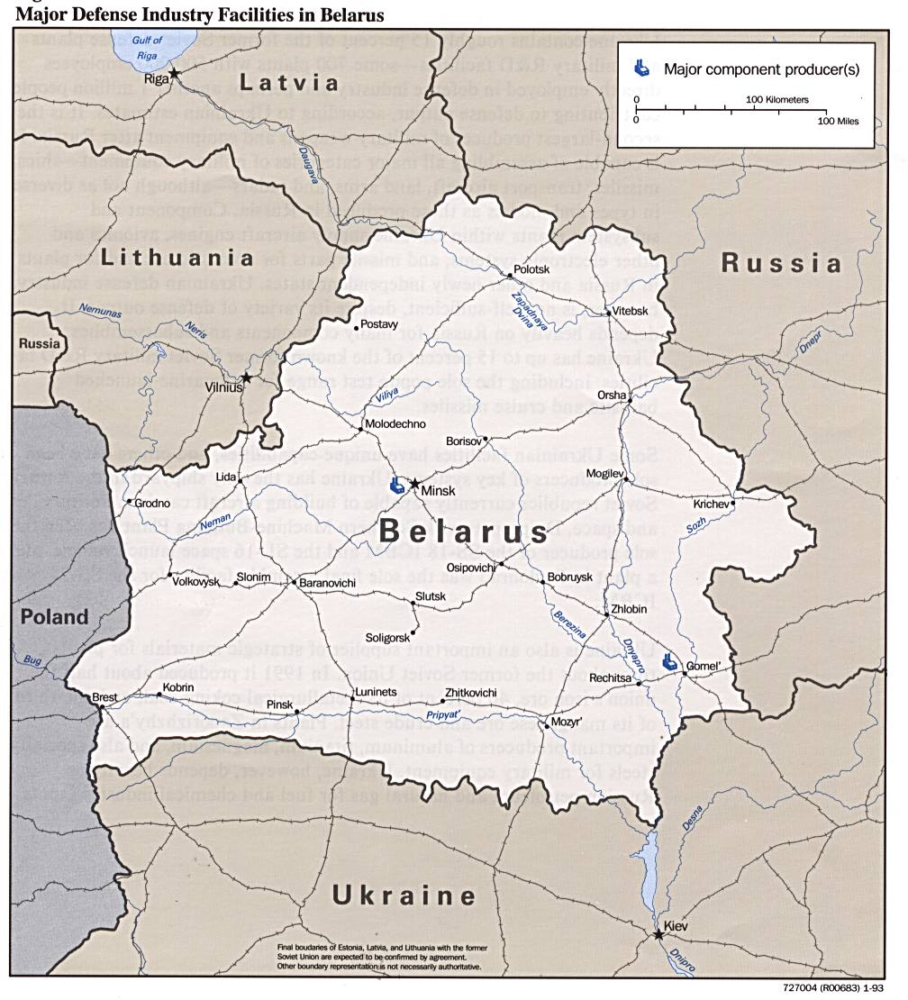 Major Defense Industry Facilities in Belarus
Gulf of
Riga
Riga
Latvia
Major component producer(s)
0
100 Kilometers
0
100 Miles
Daugava
Lithuania
Russia
Polotsk
Zapadnaya
Dvina
Vitebsk
Nemunas
Neris
Postavy
Russia
Dnepr
Vilnius
Viliya
Orsha
Molodechno
Borisov
Lida
Mogilev
Minsk
Grodno
Krichev
Neman
Sozh
Belarus
Osipovichi
Bobruysk
Volkovysk
Slonim
Baranovichi
Slutsk
Zhlobin
Poland
Berezina
Soligorsk
Dnyapro
Bug
Gomel'
Rechitsa
Kobrin
Luninets
Zhitkovichi
Brest
Pinsk
Pripyat'
Mozyr'
Desna
Ukraine
Kiev
Dnipro
Final boudaries of Estonia, Latvia, and Lithuania with the former
Soviet Union are expected to be confirmed by agreement.
Other boundary representation is not necessarily authoritative.
727004 (R00683) 1-93